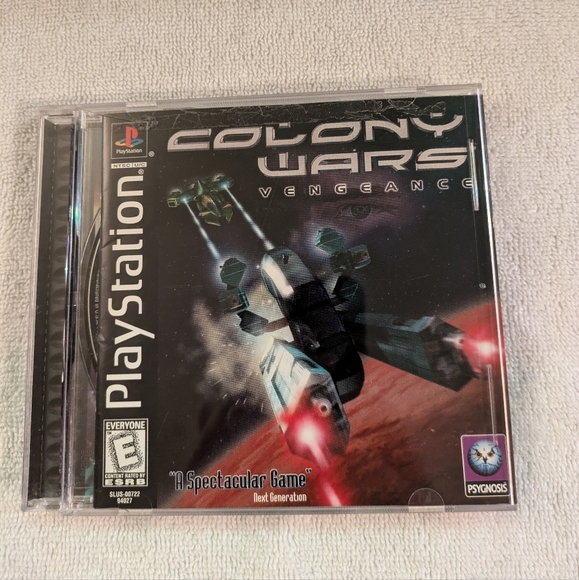 COLONY
WARS
VENGEANCE
PlayStation
NTSC U/C
PlayStation
EVERYONE
E
CONTENT RATED BY
ESRB
SLUS-00722
94027
"A Spectacular Game"
Next Generation
PSYGNOSIS